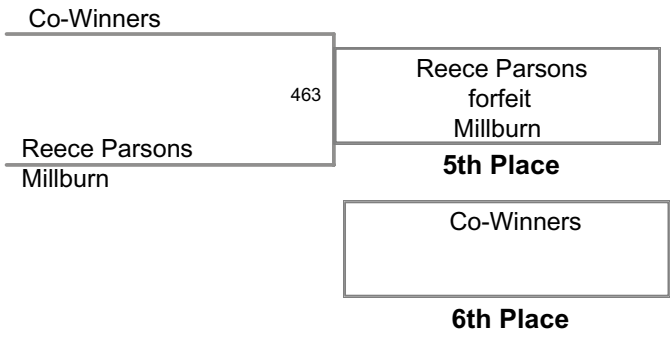 Co-Winners
463
Reece Parsons
Millburn
Reece Parsons
forfeit
Millburn
5th Place
Co-Winners
6th Place